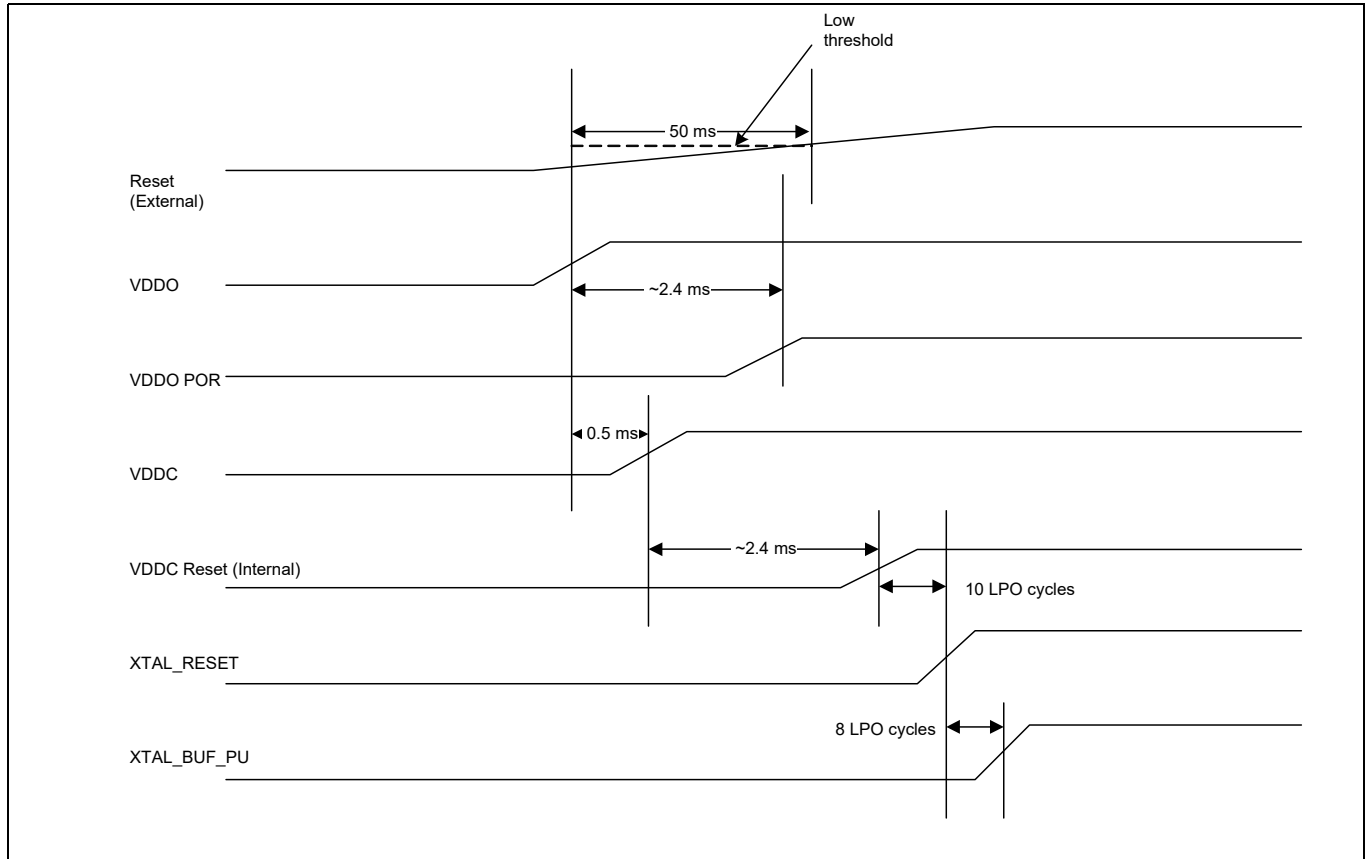 Low
threshold
50 ms
Reset
(External)
VDDO
~2.4 ms
VDDO POR
0.5 ms
VDDC
~2.4 ms
VDDC Reset (Internal)
10 LPO cycles
XTAL_RESET
8 LPO cycles
XTAL_BUF_PU